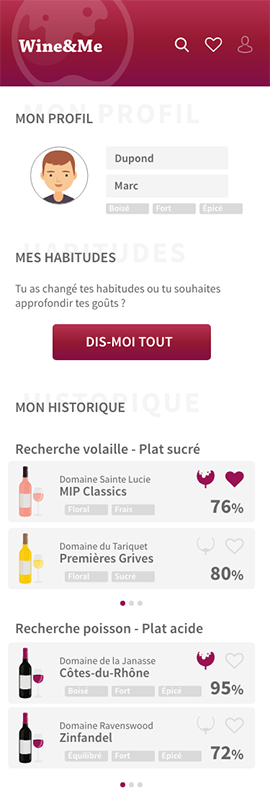 Wine&Me
MON PROFIL
MON PROFIL
Dupond
Marc
Boisé Fort Épicé
HABITUDES
MES HABITUDES
Tu as changé tes habitudes ou tu souhaites
approfondir tes goûts ?
DIS-MOI TOUT
HISTORIQUE
MON HISTORIQUE
Recherche volaille - Plat sucré
Domaine Sainte Lucie
MIP Classics
Floral Frais
76%
Domaine du Tariquet
Premières Grives
Floral Sucré
80%
Recherche poisson - Plat acide
Domaine de la Janasse
Côtes-du-Rhône
Boisé Fort Épicé
95%
Domaine Ravenswood
Zinfandel
Équilibré Fort Épicé
72%